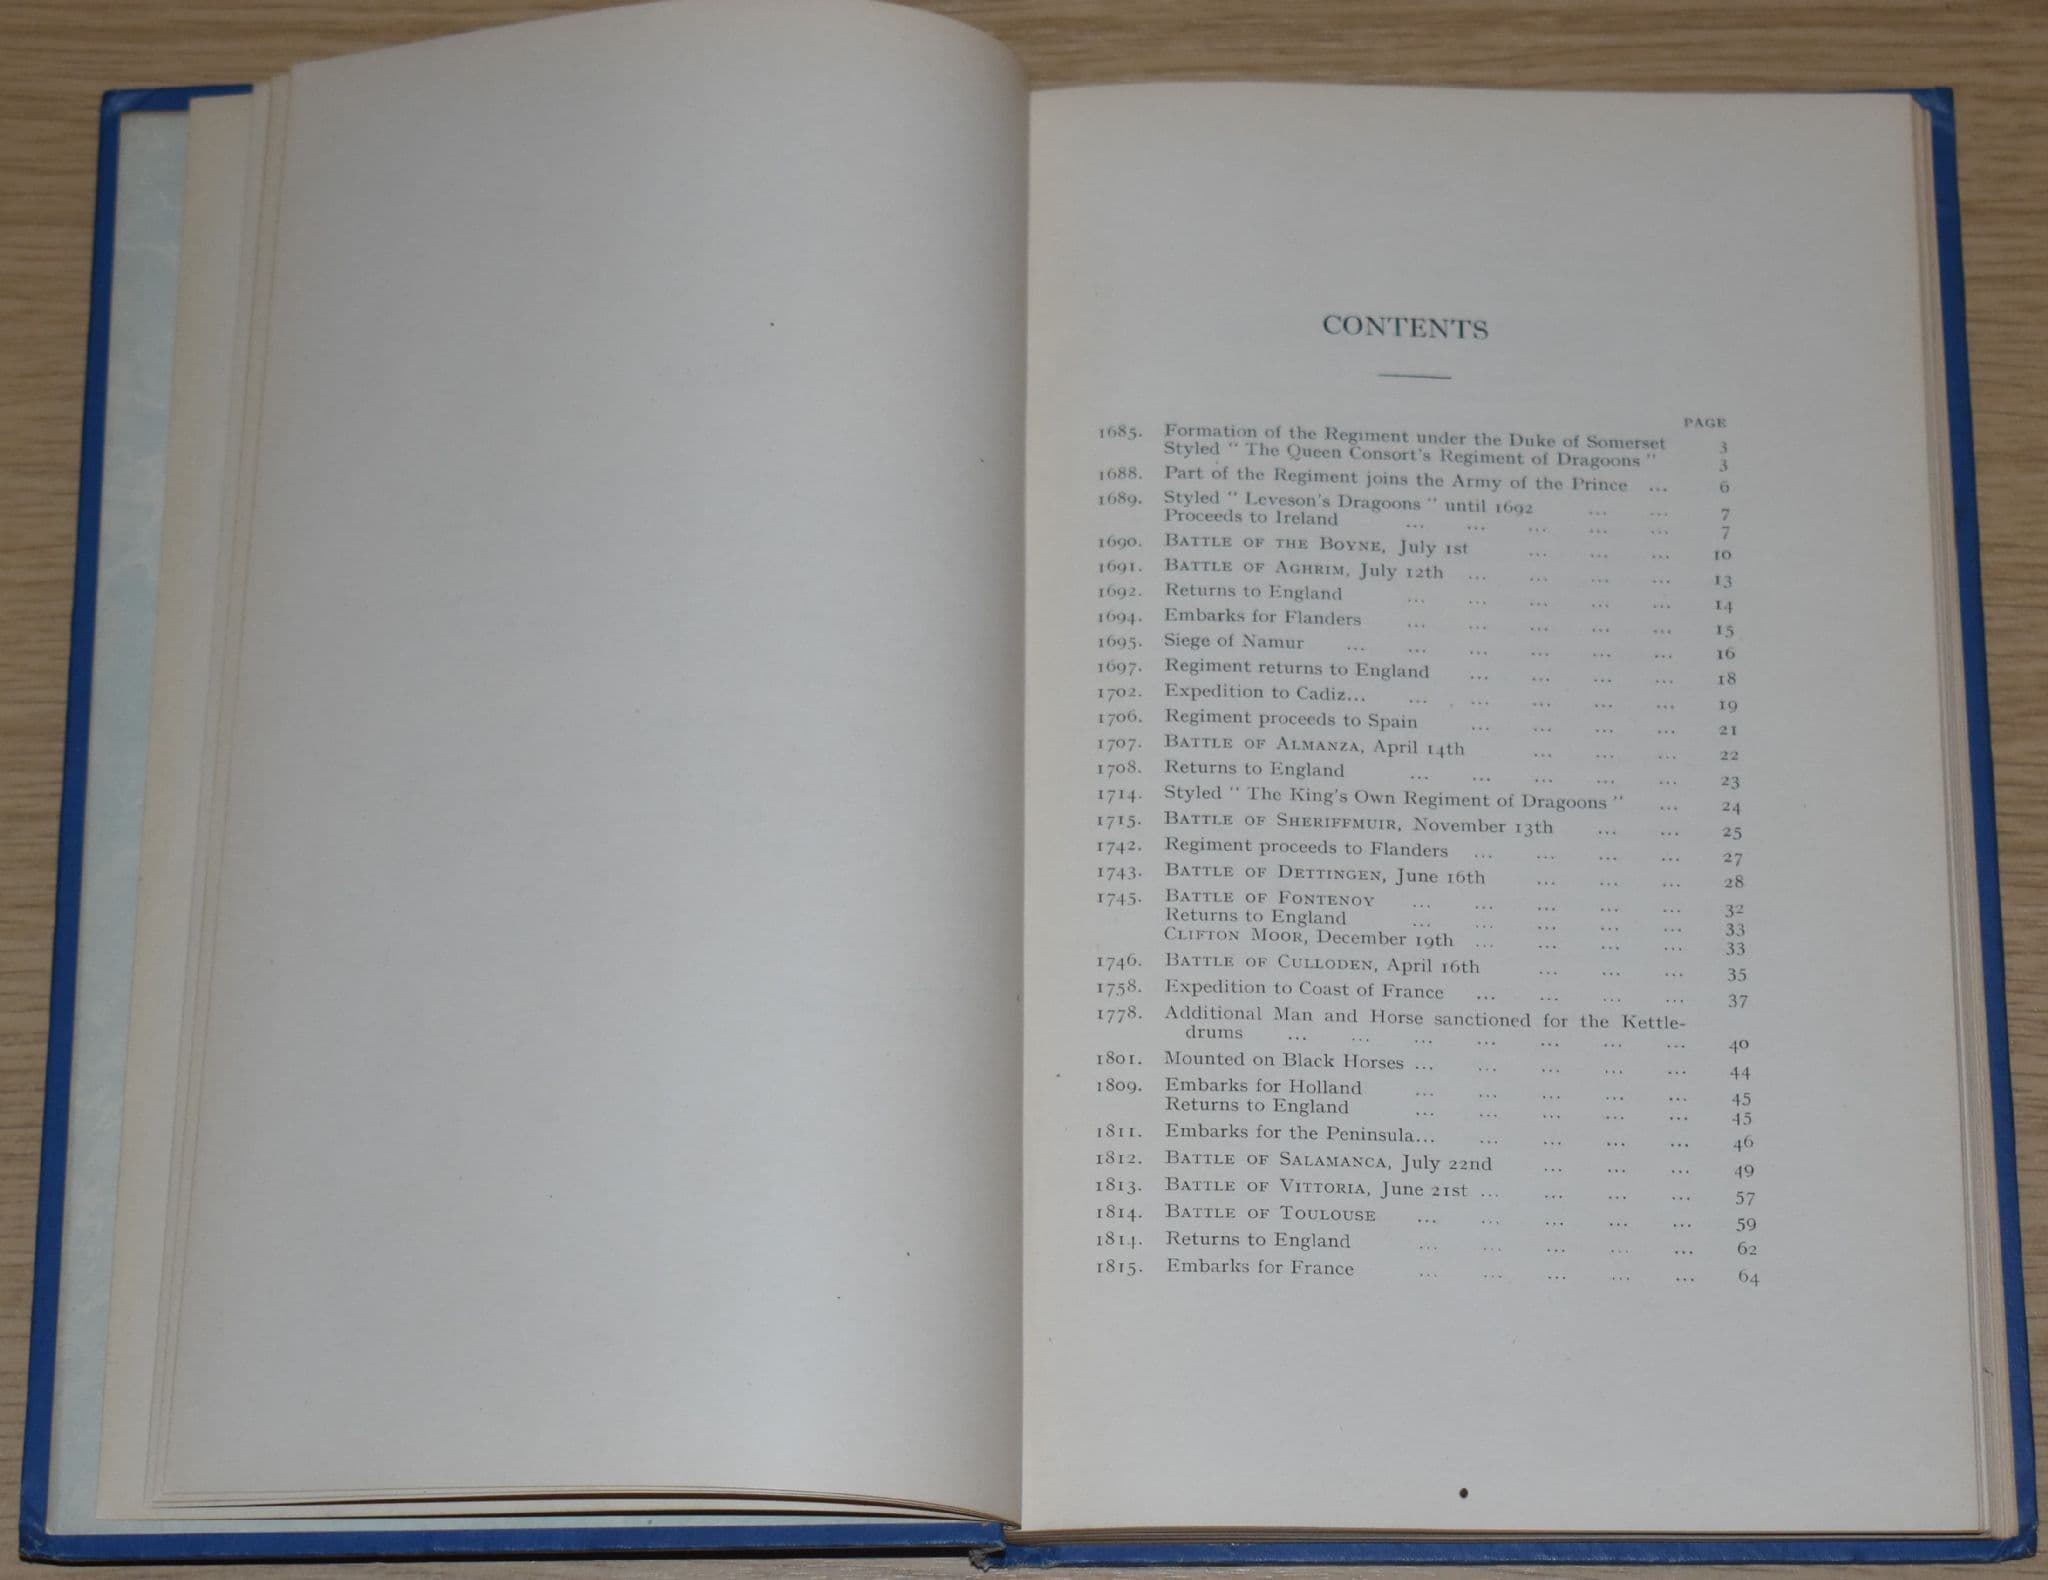 CONTENTS
PAGE
1685. Formation of the Regiment under the Duke of Somerset 3
Styled " The Queen Consort's Regiment of Dragoons " 3
1688. Part of the Regiment joins the Army of the Prince ... 6
1689. Styled " Leveson's Dragoons " until 1692 ... ... 7
Proceeds to Ireland ... ... ... ... ... 7
1690. BATTLE OF THE BOYNE, July 1st ... ... ... 10
1691. BATTLE OF AGHRIM, July 12th ... ... ... ... 13
1692. Returns to England ... ... ... ... ... 14
1694. Embarks for Flanders ... ... ... ... ... 15
1695. Siege of Namur ... ... ... ... ... ... 16
1697. Regiment returns to England ... ... ... ... 18
1702. Expedition to Cadiz... ... ... ... ... ... 19
1706. Regiment proceeds to Spain ... ... ... ... 21
1707. BATTLE OF ALMANZA, April 14th ... ... ... 22
1708. Returns to England ... ... ... ... ... 23
1714. Styled " The King's Own Regiment of Dragoons " ... 24
1715. BATTLE OF SHERIFFMUIR, November 13th ... ... 25
1742. Regiment proceeds to Flanders ... ... ... ... 27
1743. BATTLE OF DETTINGEN, June 16th ... ... ... 28
1745. BATTLE OF FONTENOY ... ... ... ... ... 32
Returns to England ... ... ... ... ... 33
CLIFTON MOOR, December 19th ... ... ... ... 33
1746. BATTLE OF CULLODEN, April 16th ... ... ... 35
1758. Expedition to Coast of France ... ... ... ... 37
1778. Additional Man and Horse sanctioned for the Kettle-
drums ... ... ... ... ... ... ... 40
1801. Mounted on Black Horses ... ... ... ... ... 44
1809. Embarks for Holland ... ... ... ... ... 45
Returns to England ... ... ... ... ... 45
1811. Embarks for the Peninsula... ... ... ... ... 46
1812. BATTLE OF SALAMANCA, July 22nd ... ... ... 49
1813. BATTLE OF VITTORIA, June 21st ... ... ... ... 57
1814. BATTLE OF TOULOUSE ... ... ... ... ... 59
1814. Returns to England ... ... ... ... ... 62
1815. Embarks for France ... ... ... ... ... 64